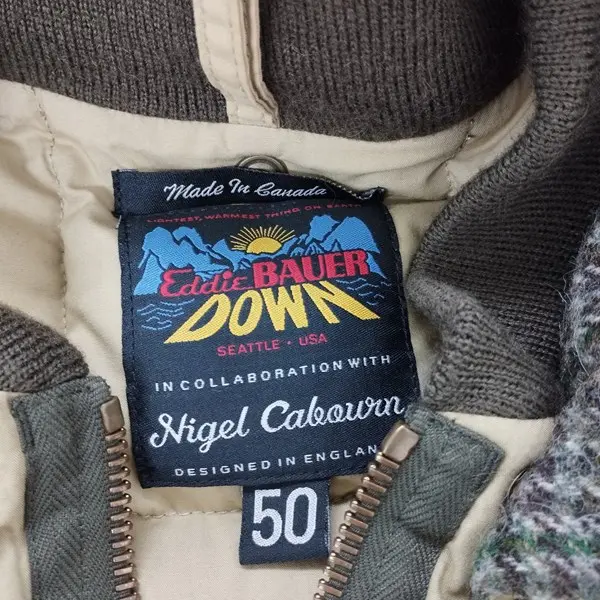 Made In Canada
LIGHTEST, WARMEST THING ON EARTH
Eddie BAUER
DOWN
SEATTLE · USA
IN COLLABORATION WITH
Nigel Cabourn
DESIGNED IN ENGLAND
50